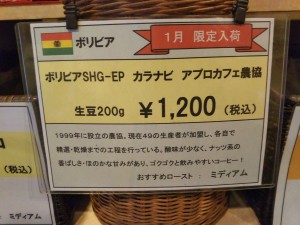 ボリビア
1月 限定入荷
ボリビアSHG-EP カラナビ アプロカフェ農協
生豆200g ¥1,200(税込)
1999年に設立の農協、現在49の生産者が加盟し、各自で
精選・乾燥までの工程を行っている。酸味が少なく、ナッツ系の
香ばしさ・ほのかな甘みがあり、ゴクゴクと飲みやすいコーヒー!
おすすめロースト: ミディアム
税込)
ミディアム